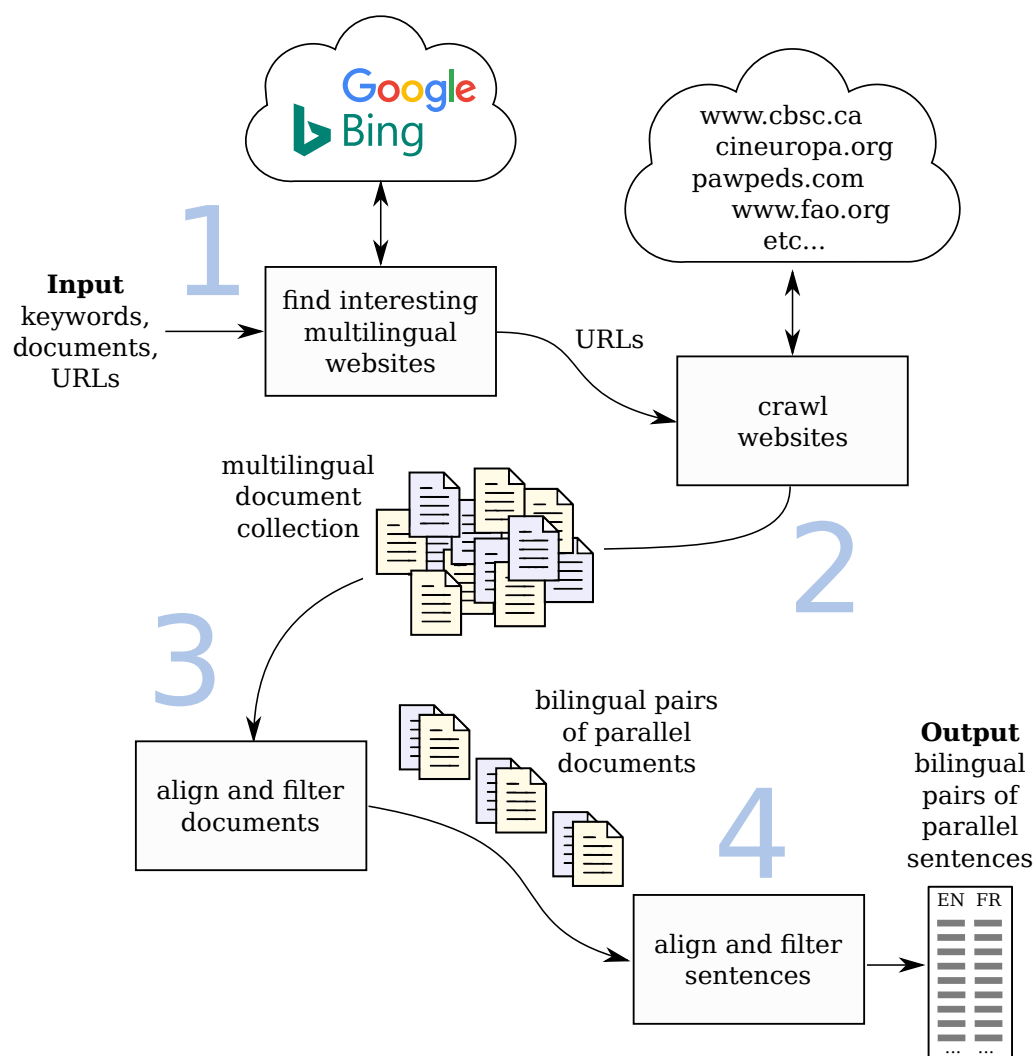 Google
Bing
www.cbsc.ca
cineuropa.org
pawpeds.com
www.fao.org
etc...
1
Input
keywords,
documents,
URLs
find interesting
multilingual
websites
URLs
crawl
websites
2
multilingual
document
collection
3
align and filter
documents
bilingual pairs
of parallel
documents
4
align and filter
sentences
Output
bilingual
pairs of
parallel
sentences
EN FR
... ...